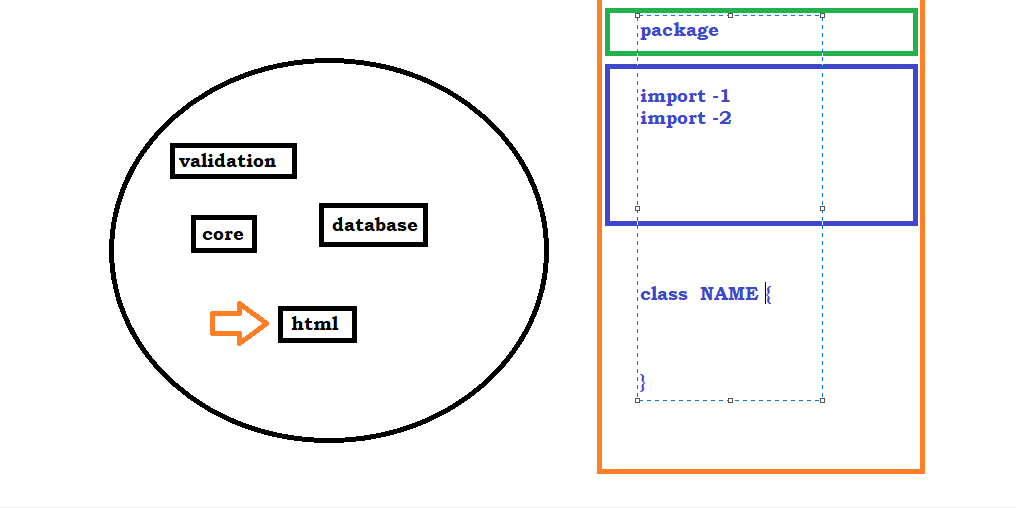 validation
core
database
html
package
import -1
import -2
class NAME {
}